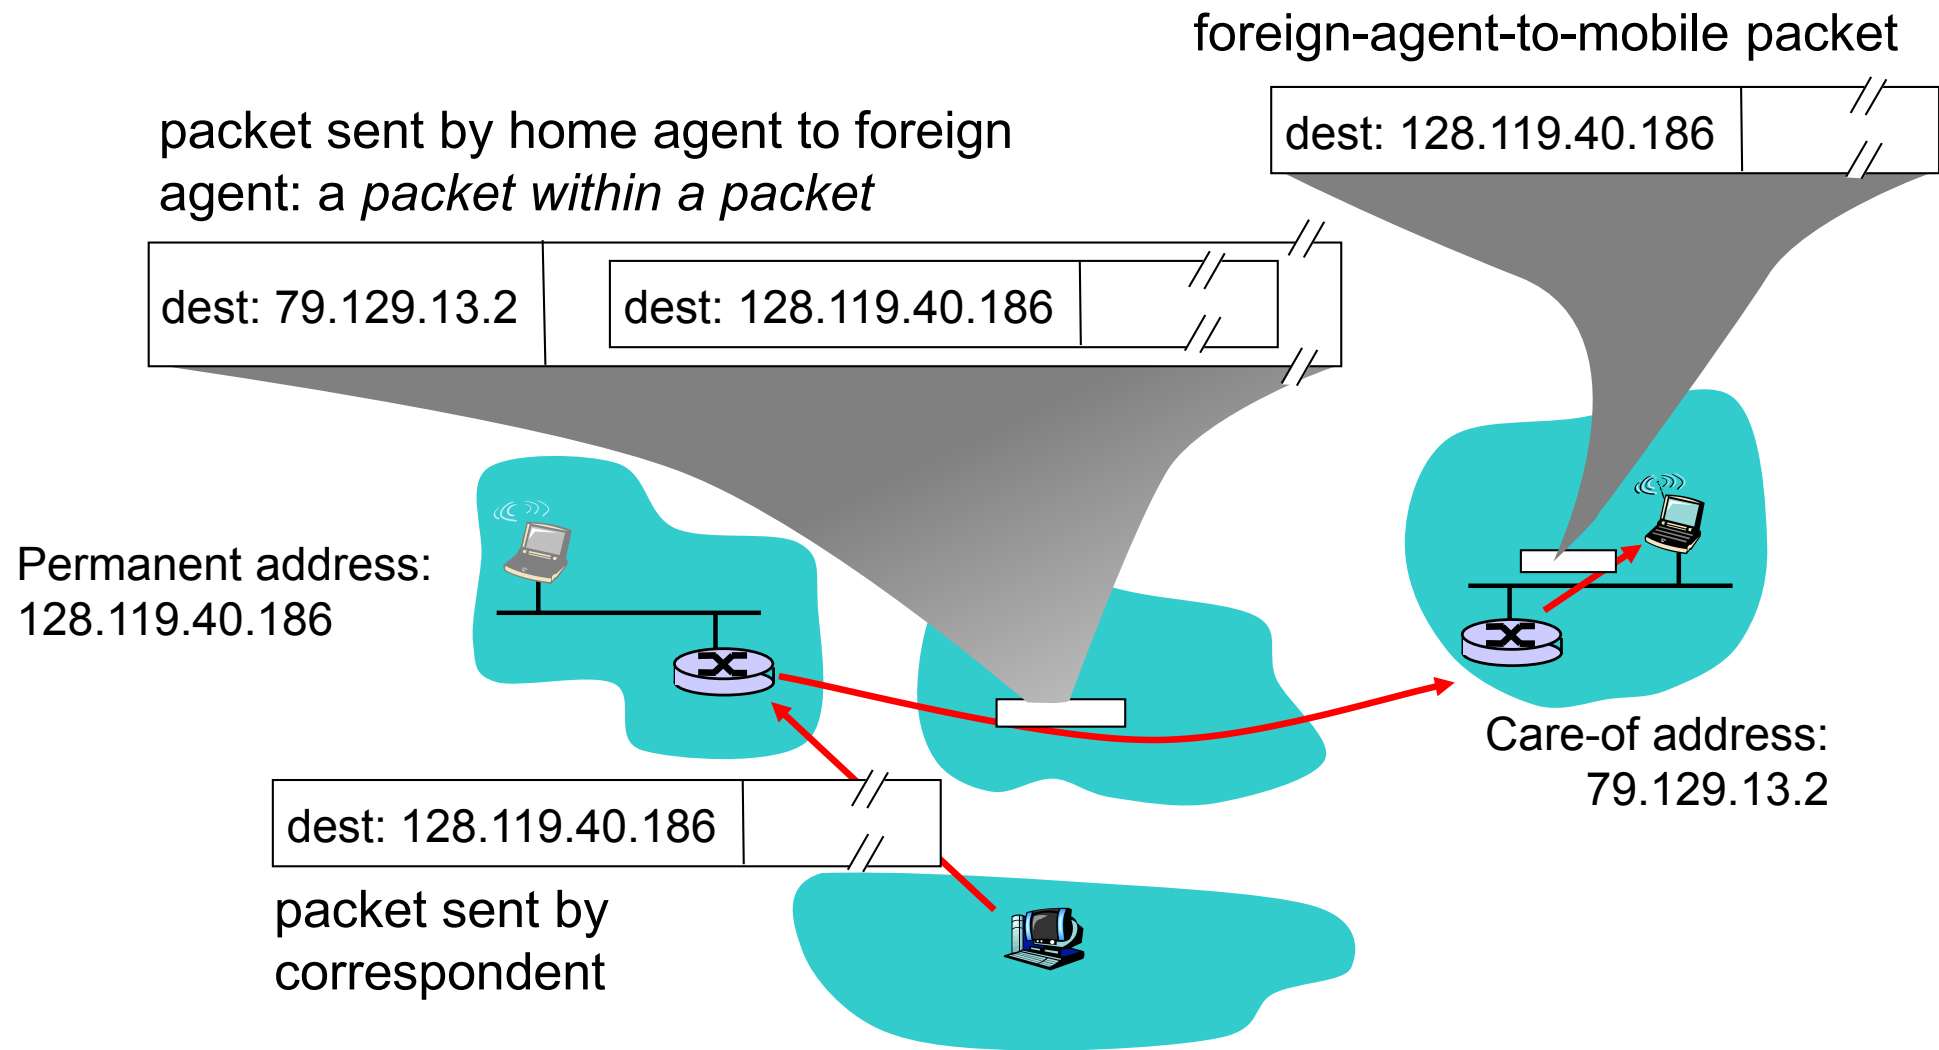 foreign-agent-to-mobile packet
dest: 128.119.40.186
packet sent by home agent to foreign
agent: a packet within a packet
dest: 79.129.13.2
dest: 128.119.40.186
Permanent address:
128.119.40.186
Care-of address:
79.129.13.2
dest: 128.119.40.186
packet sent by
correspondent